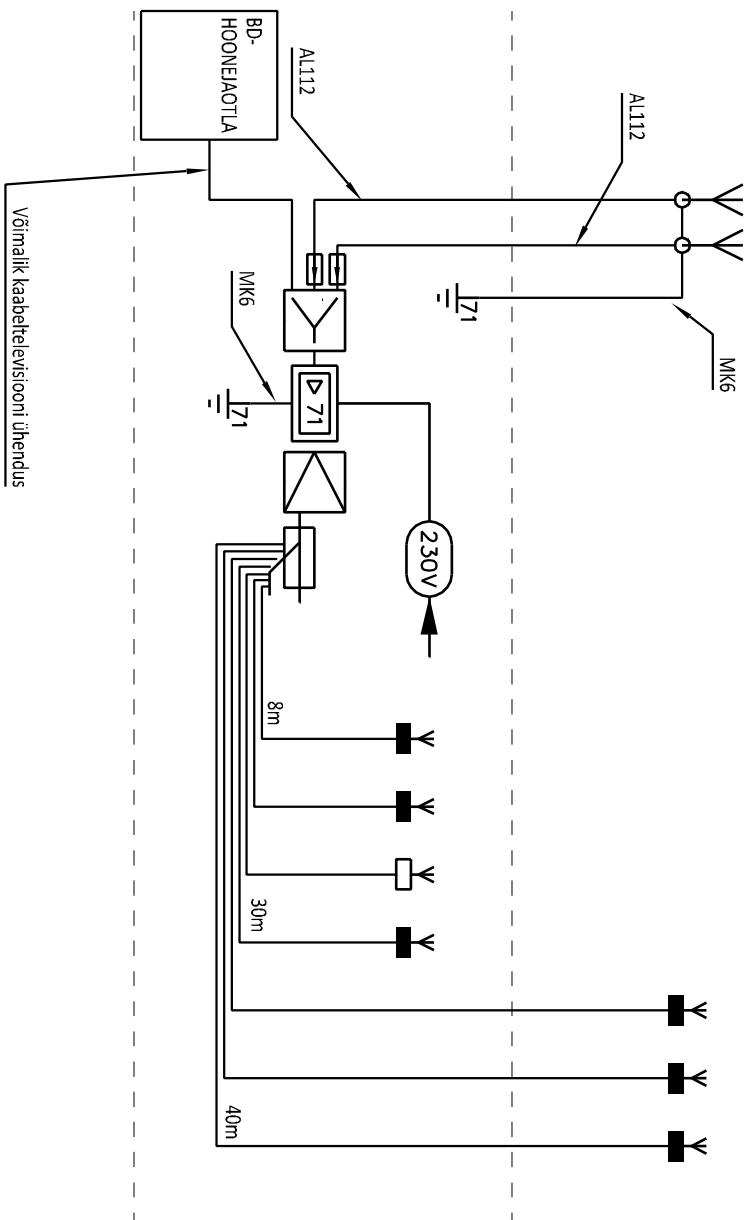 BD-
HOONEJAOTLA
AL112
AL112
MK6
71
MK6
71
71
230V
Võimalik kaabeltelevisiooni ühendus
8m
30m
40m